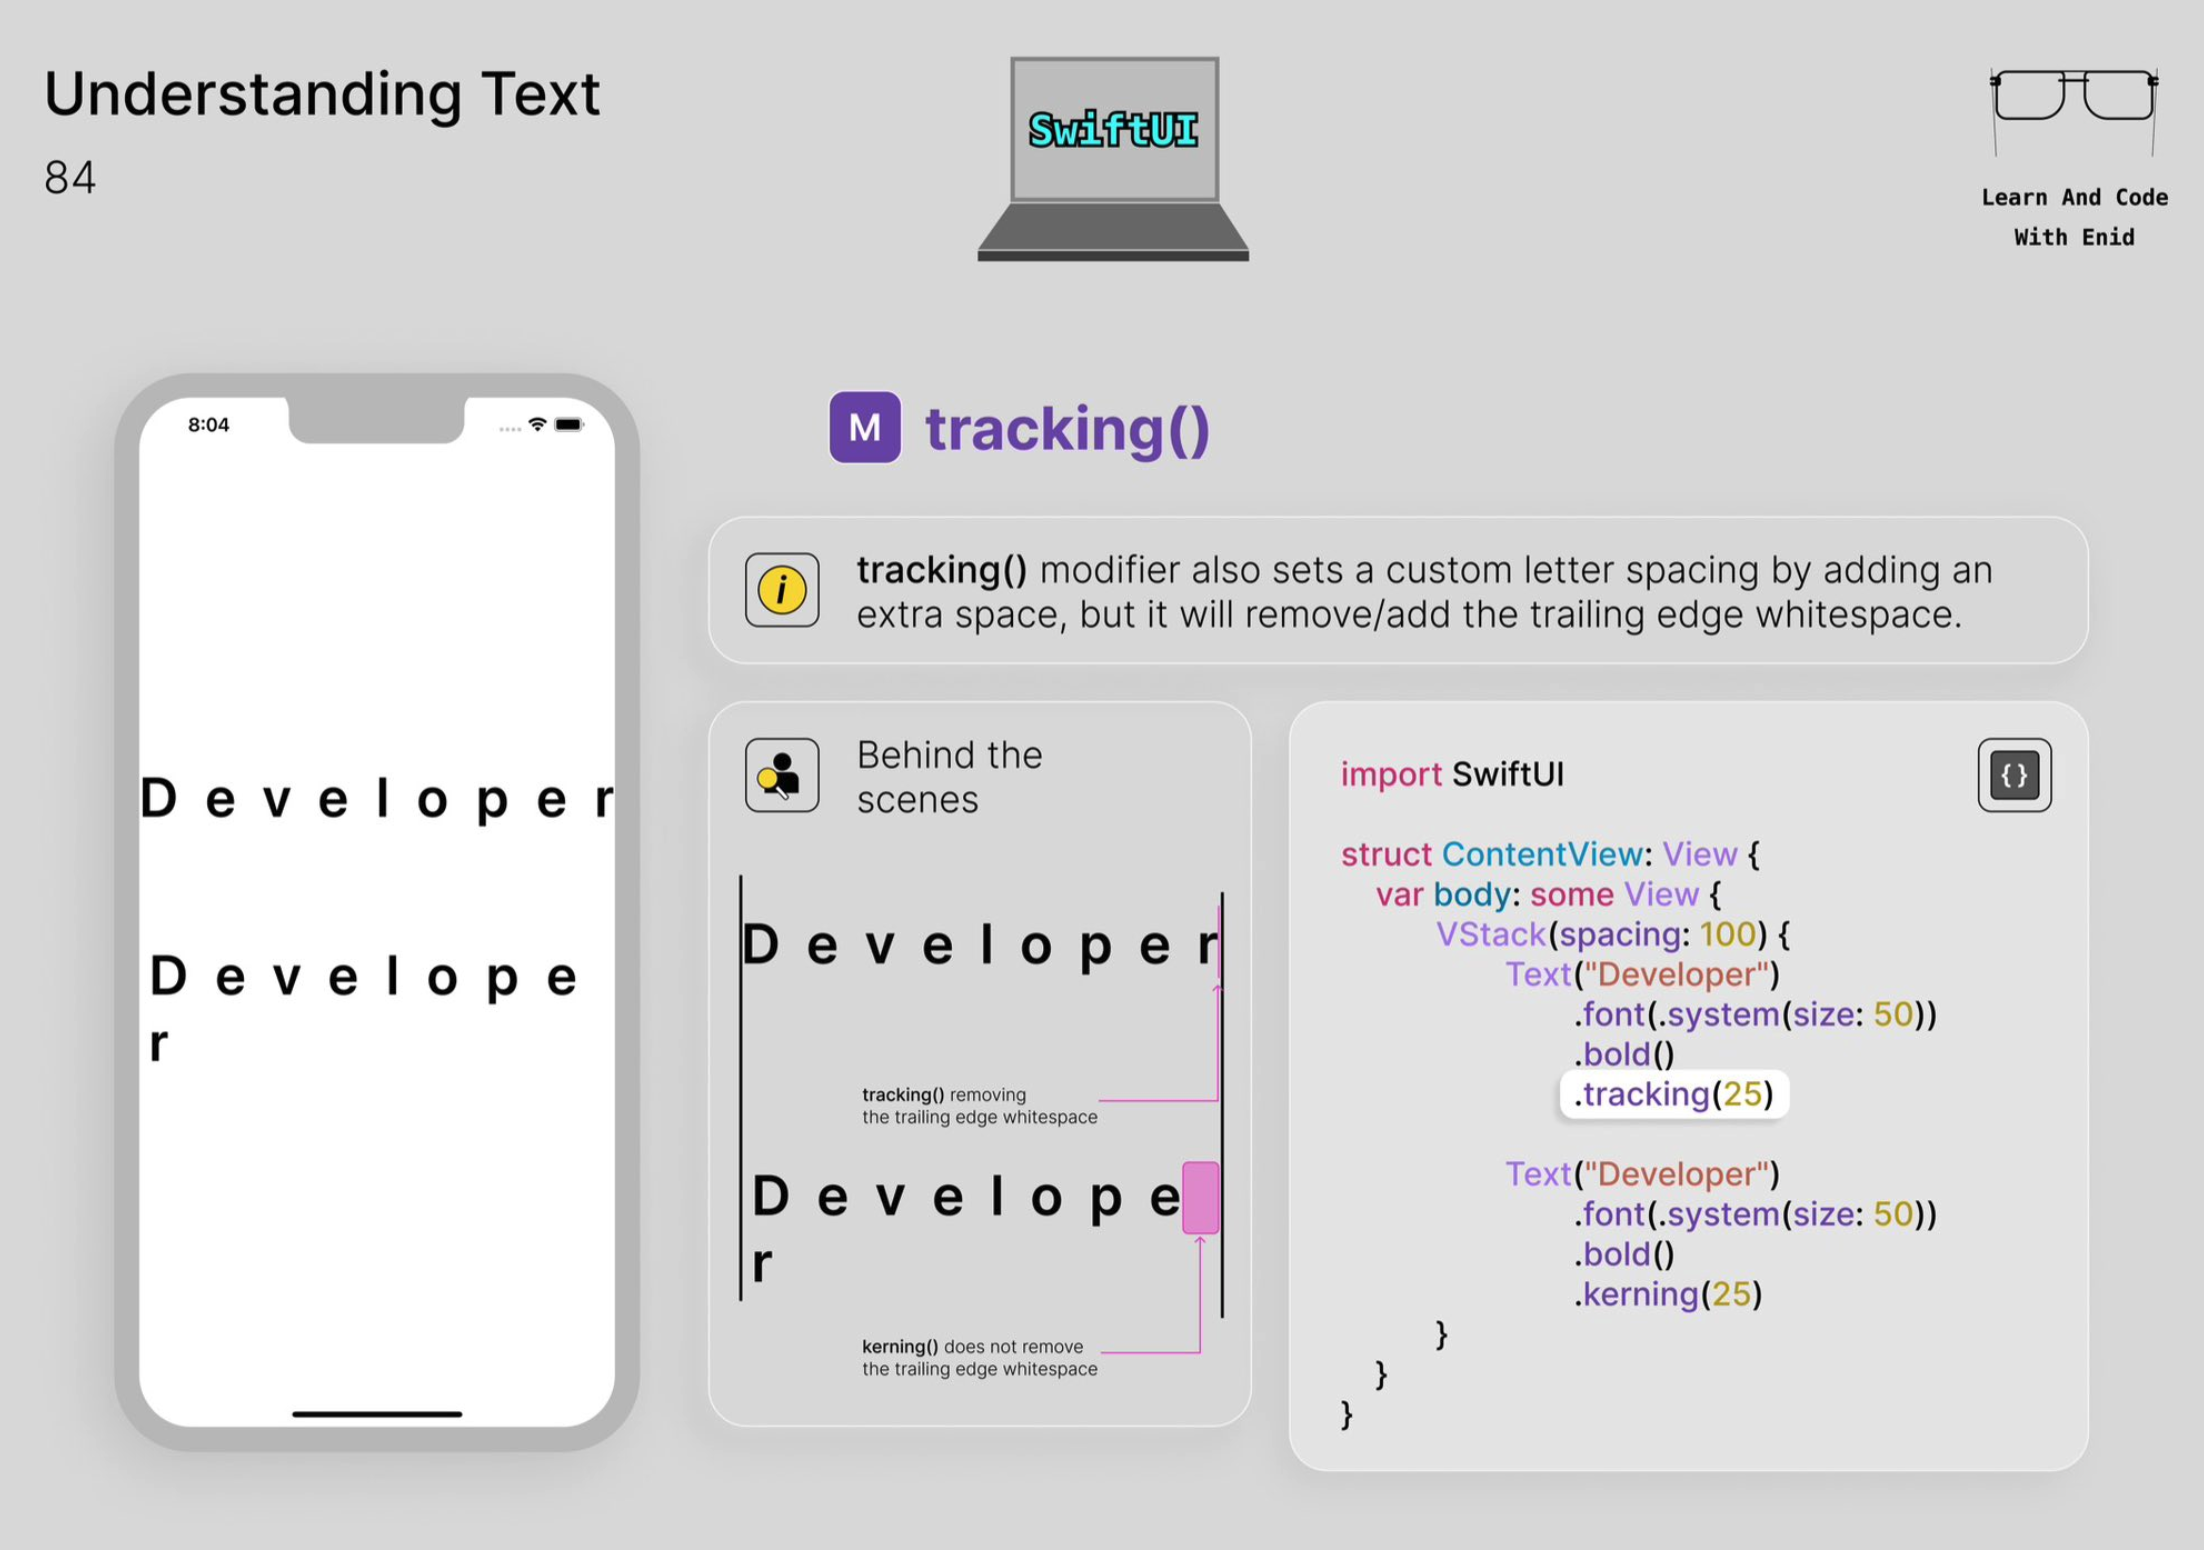 Understanding Text
84
SwiftUI
Learn And Code
With Enid
8:04
Developer
Develope
r
M tracking()
i
tracking() modifier also sets a custom letter spacing by adding an
extra space, but it will remove/add the trailing edge whitespace.
Behind the
scenes
Developer
tracking() removing
the trailing edge whitespace
Develope
r
kerning() does not remove
the trailing edge whitespace
{}
import SwiftUI
struct ContentView: View {
var body: some View {
VStack(spacing: 100) {
Text("Developer")
.font(.system(size: 50))
.bold()
.tracking(25)
Text("Developer")
.font(.system(size: 50))
.bold()
.kerning(25)
}
}
}